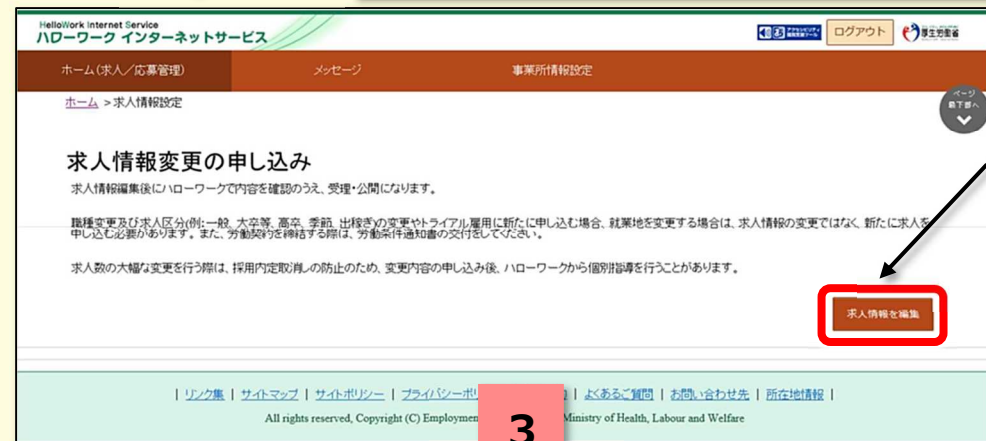 HelloWork Internet Service
ハローワーク インターネットサービス
ログアウト
厚生労働省
ホーム(求人/応募管理)
メッセージ
事業所情報設定
ホーム > 求人情報設定
ページ
最下部へ
求人情報変更の申し込み
求人情報編集後にハローワークで内容を確認のうえ、受理・公開になります。
職種変更及び求人区分(例:一般、大卒等、高卒、季節、出稼ぎ)の変更やトライアル雇用に新たに申し込む場合、就業地を変更する場合は、求人情報の変更ではなく、新たに求人を
申し込む必要があります。また、労働契約を締結する際は、労働条件通知書の交付をしてください。
求人数の大幅な変更を行う際は、採用内定取消しの防止のため、変更内容の申し込み後、ハローワークから個別指導を行うことがあります。
求人情報を編集
| リンク集 | サイトマップ | サイトポリシー | プライバシーポリ | よくあるご質問 | お問い合わせ先 | 所在地情報 |
All rights reserved, Copyright (C) Employmen Ministry of Health, Labour and Welfare
3